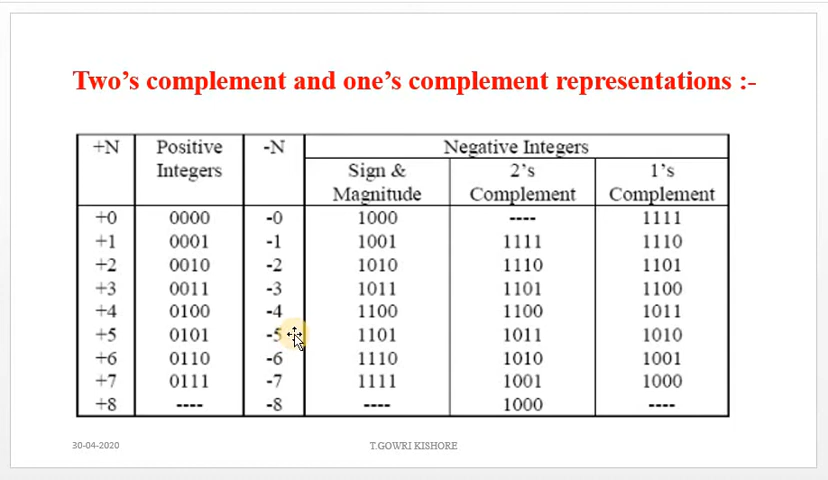 Two's complement and one's complement representations :-
+N Positive Integers -N Negative Integers
Sign & Magnitude 2's Complement 1's Complement
+0 0000 -0 1000 ---- 1111
+1 0001 -1 1001 1111 1110
+2 0010 -2 1010 1110 1101
+3 0011 -3 1011 1101 1100
+4 0100 -4 1100 1100 1011
+5 0101 -5 1101 1011 1010
+6 0110 -6 1110 1010 1001
+7 0111 -7 1111 1001 1000
+8 ---- -8 ---- 1000 ----
30-04-2020 T.GOWRI KISHORE